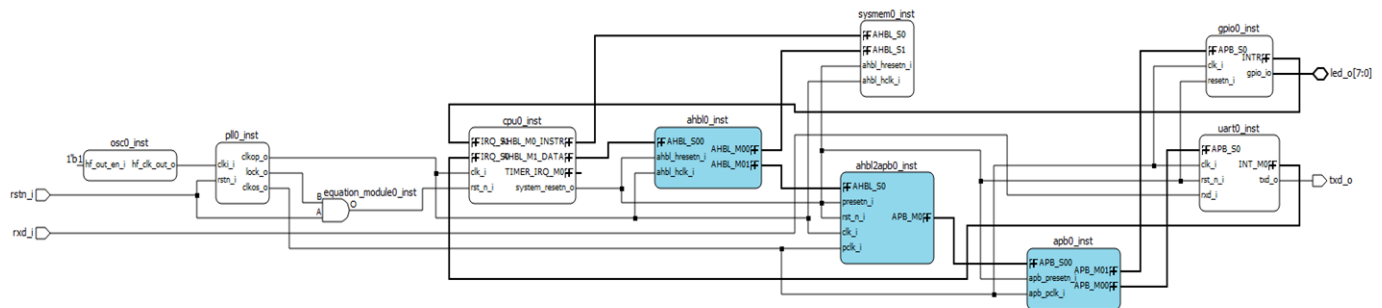 sysmem0_inst
AHBL_S0
AHBL_S1
ahbl_hresetn_i
ahbl_hclk_i
gpio0_inst
APB_S0
INTR
clk_i
gpio_io
resetn_i
led_o[7:0]
osc0_inst
1'b1
hf_out_en_i
hf_clk_out_o
pll0_inst
clkop_o
clki_i
lock_o
rstn_i
clkos_o
rstn_i
rxd_i
equation_module0_inst
B
A
O
cpu0_inst
AHBL_M0_INSTR
AHBL_M1_DATA
clk_i
TIMER_IRQ_M0
rst_n_i
system_resetn_o
ahbl0_inst
AHBL_S00
AHBL_M00
ahbl_hresetn_i
AHBL_M01
ahbl_hclk_i
ahbl2apb0_inst
AHBL_S0
presetn_i
rst_n_i
APB_M0
clk_i
pclk_i
uart0_inst
APB_S0
clk_i
INT_M0
rst_n_i
txd_o
rxd_i
txd_o
apb0_inst
APB_S00
APB_M01
apb_presetn_i
APB_M00
apb_pclk_i